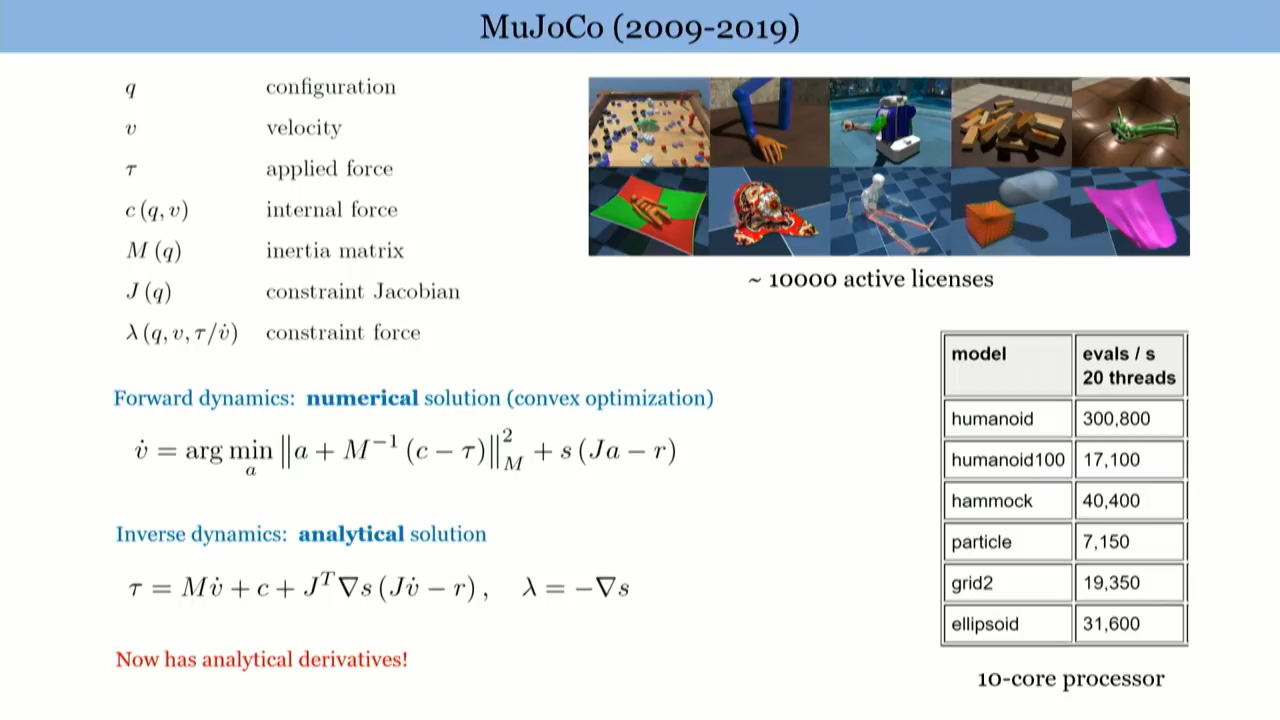 MuJoCo (2009-2019)
q configuration
v velocity
τ applied force
c (q, v) internal force
M (q) inertia matrix
J (q) constraint Jacobian
λ (q, v, τ/v̇) constraint force
Forward dynamics: numerical solution (convex optimization)
v̇ = arg min_a ‖a + M⁻¹ (c − τ)‖²_M + s (Ja − r)
Inverse dynamics: analytical solution
τ = Mv̇ + c + Jᵀ∇s (Jv̇ − r) , λ = −∇s
Now has analytical derivatives!
~ 10000 active licenses
model evals / s
20 threads
humanoid 300,800
humanoid100 17,100
hammock 40,400
particle 7,150
grid2 19,350
ellipsoid 31,600
10-core processor